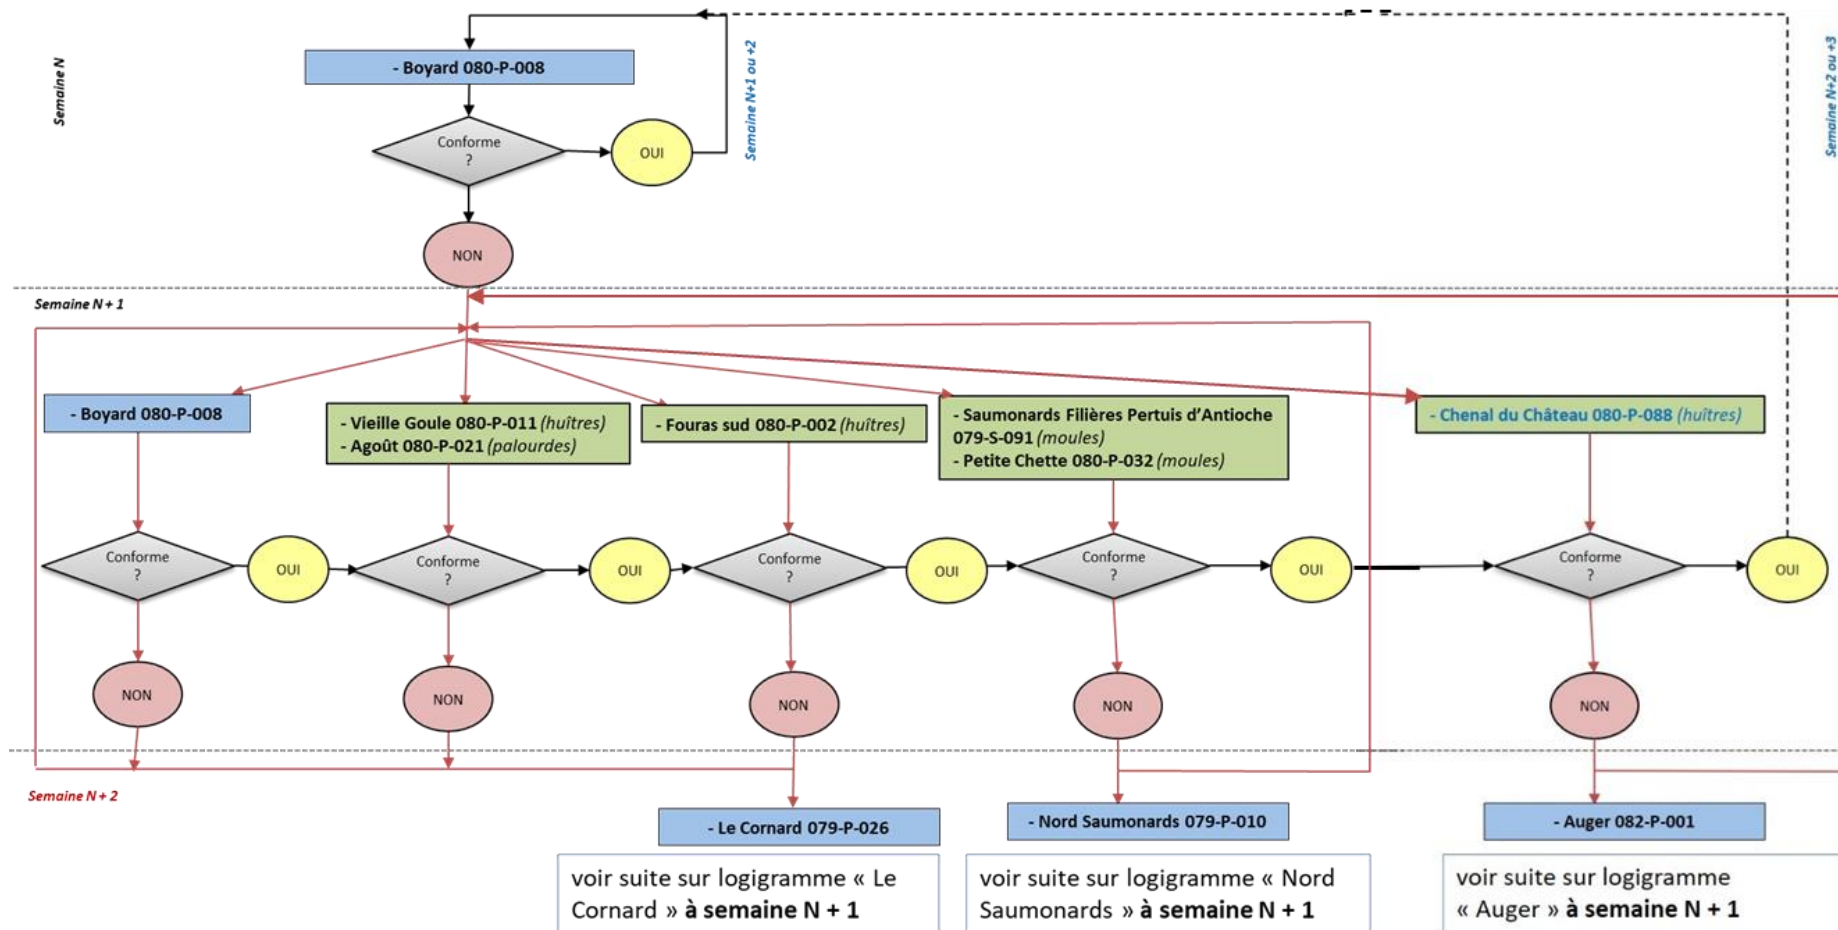 Semaine N
- Boyard 080-P-008
Semaine N+1 ou +2
Semaine N+2 ou +3
Conforme
?
OUI
NON
Semaine N + 1
- Boyard 080-P-008
- Vieille Goule 080-P-011 (huîtres)
- Agoût 080-P-021 (palourdes)
- Fouras sud 080-P-002 (huîtres)
- Saumonards Filières Pertuis d’Antioche
079-S-091 (moules)
- Petite Chette 080-P-032 (moules)
- Chenal du Château 080-P-088 (huîtres)
Conforme
?
OUI
Conforme
?
OUI
Conforme
?
OUI
Conforme
?
OUI
Conforme
?
OUI
NON
NON
NON
NON
NON
Semaine N + 2
- Le Cornard 079-P-026
- Nord Saumonards 079-P-010
- Auger 082-P-001
voir suite sur logigramme « Le
Cornard » à semaine N + 1
voir suite sur logigramme « Nord
Saumonards » à semaine N + 1
voir suite sur logigramme
« Auger » à semaine N + 1